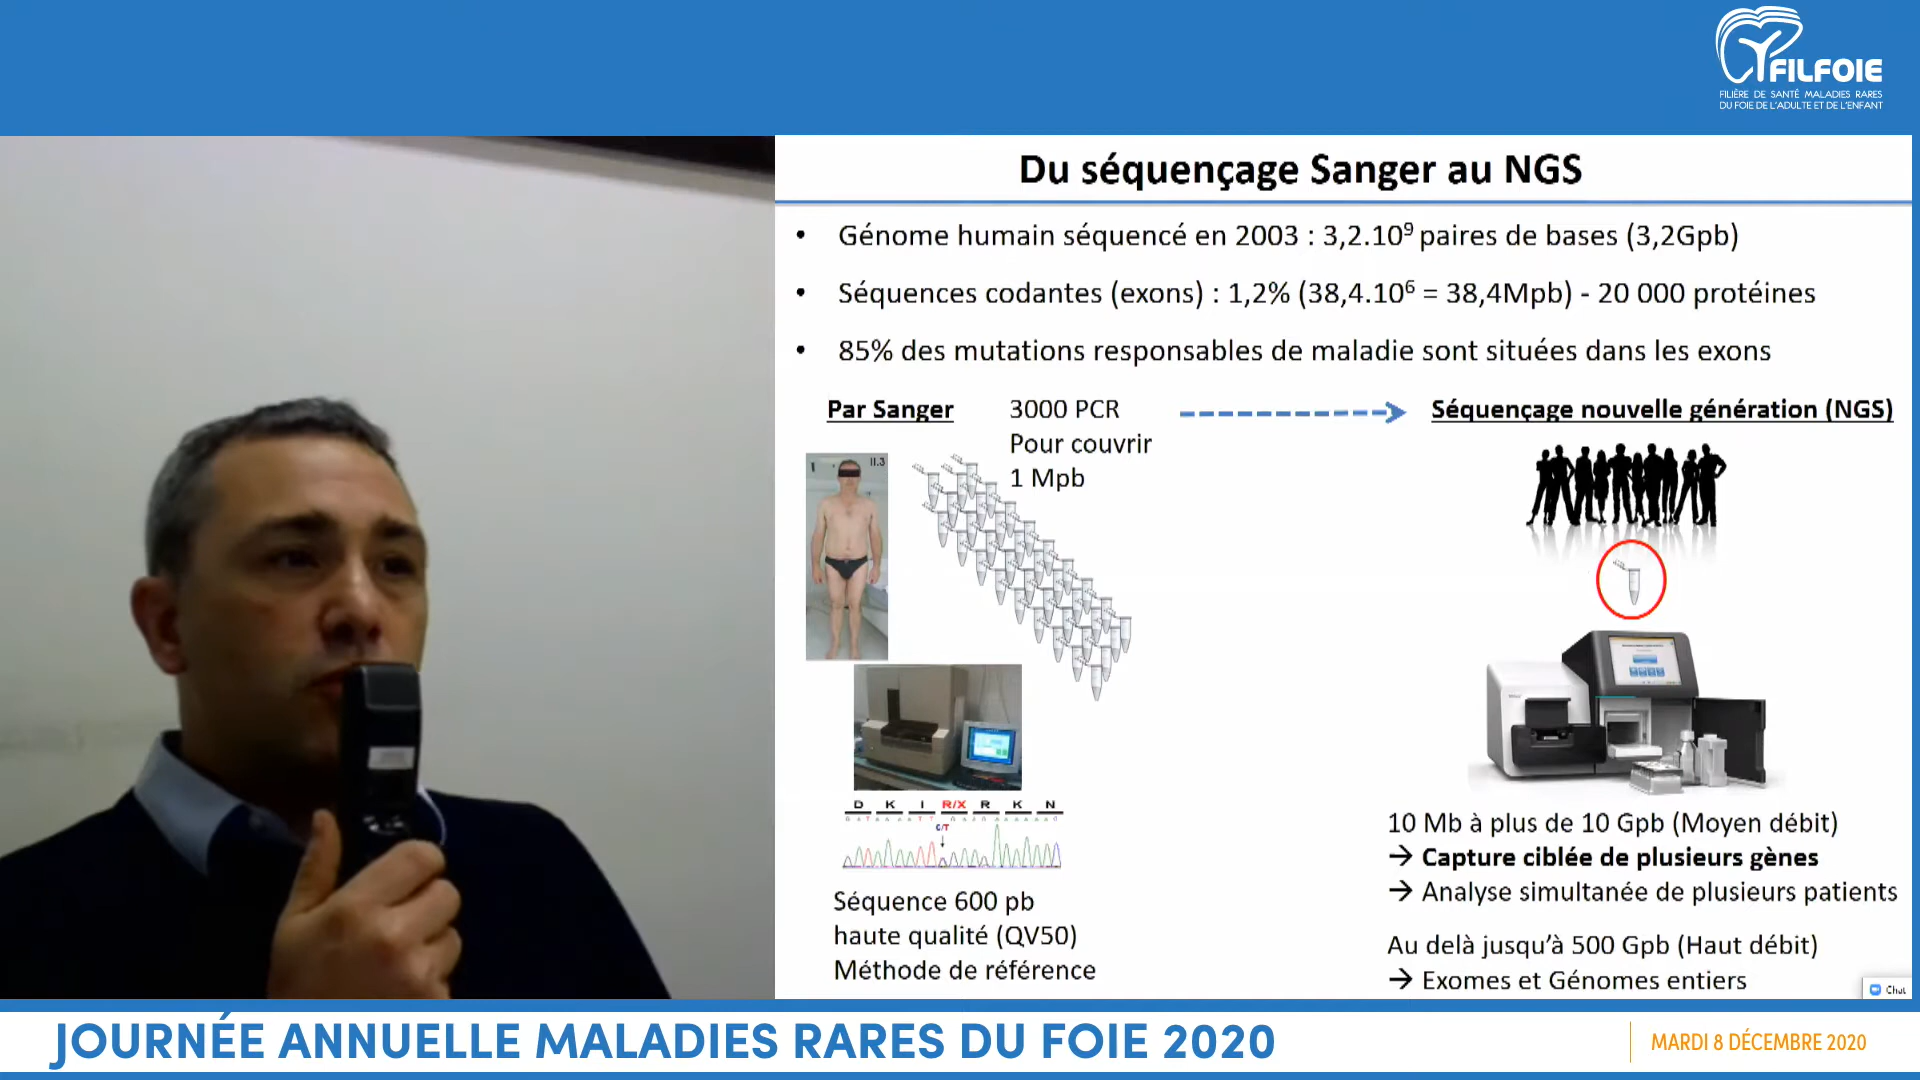 FILFOIE
FILIÈRE DE SANTÉ MALADIES RARES
DU FOIE DE L'ADULTE ET DE L'ENFANT
Du séquençage Sanger au NGS
• Génome humain séquencé en 2003 : 3,2.10⁹ paires de bases (3,2Gpb)
• Séquences codantes (exons) : 1,2% (38,4.10⁶ = 38,4Mpb) - 20 000 protéines
• 85% des mutations responsables de maladie sont situées dans les exons
Par Sanger
3000 PCR
Pour couvrir
1 Mpb
Séquençage nouvelle génération (NGS)
II.3
D K I R/X R K N
C/T
Séquence 600 pb
haute qualité (QV50)
Méthode de référence
10 Mb à plus de 10 Gpb (Moyen débit)
→ Capture ciblée de plusieurs gènes
→ Analyse simultanée de plusieurs patients
Au delà jusqu'à 500 Gpb (Haut débit)
→ Exomes et Génomes entiers
Chat
JOURNÉE ANNUELLE MALADIES RARES DU FOIE 2020
MARDI 8 DÉCEMBRE 2020